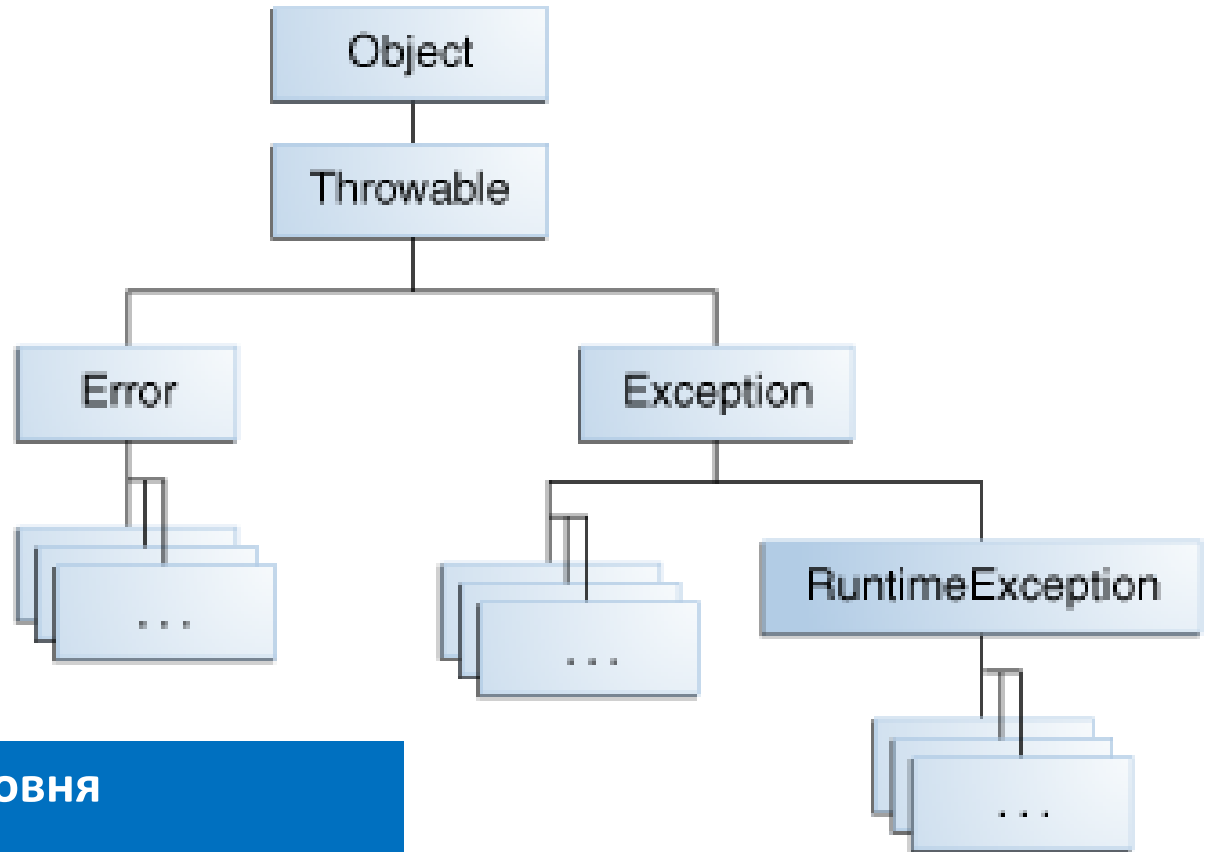 Object
Throwable
Error
Exception
...
...
RuntimeException
...
овня